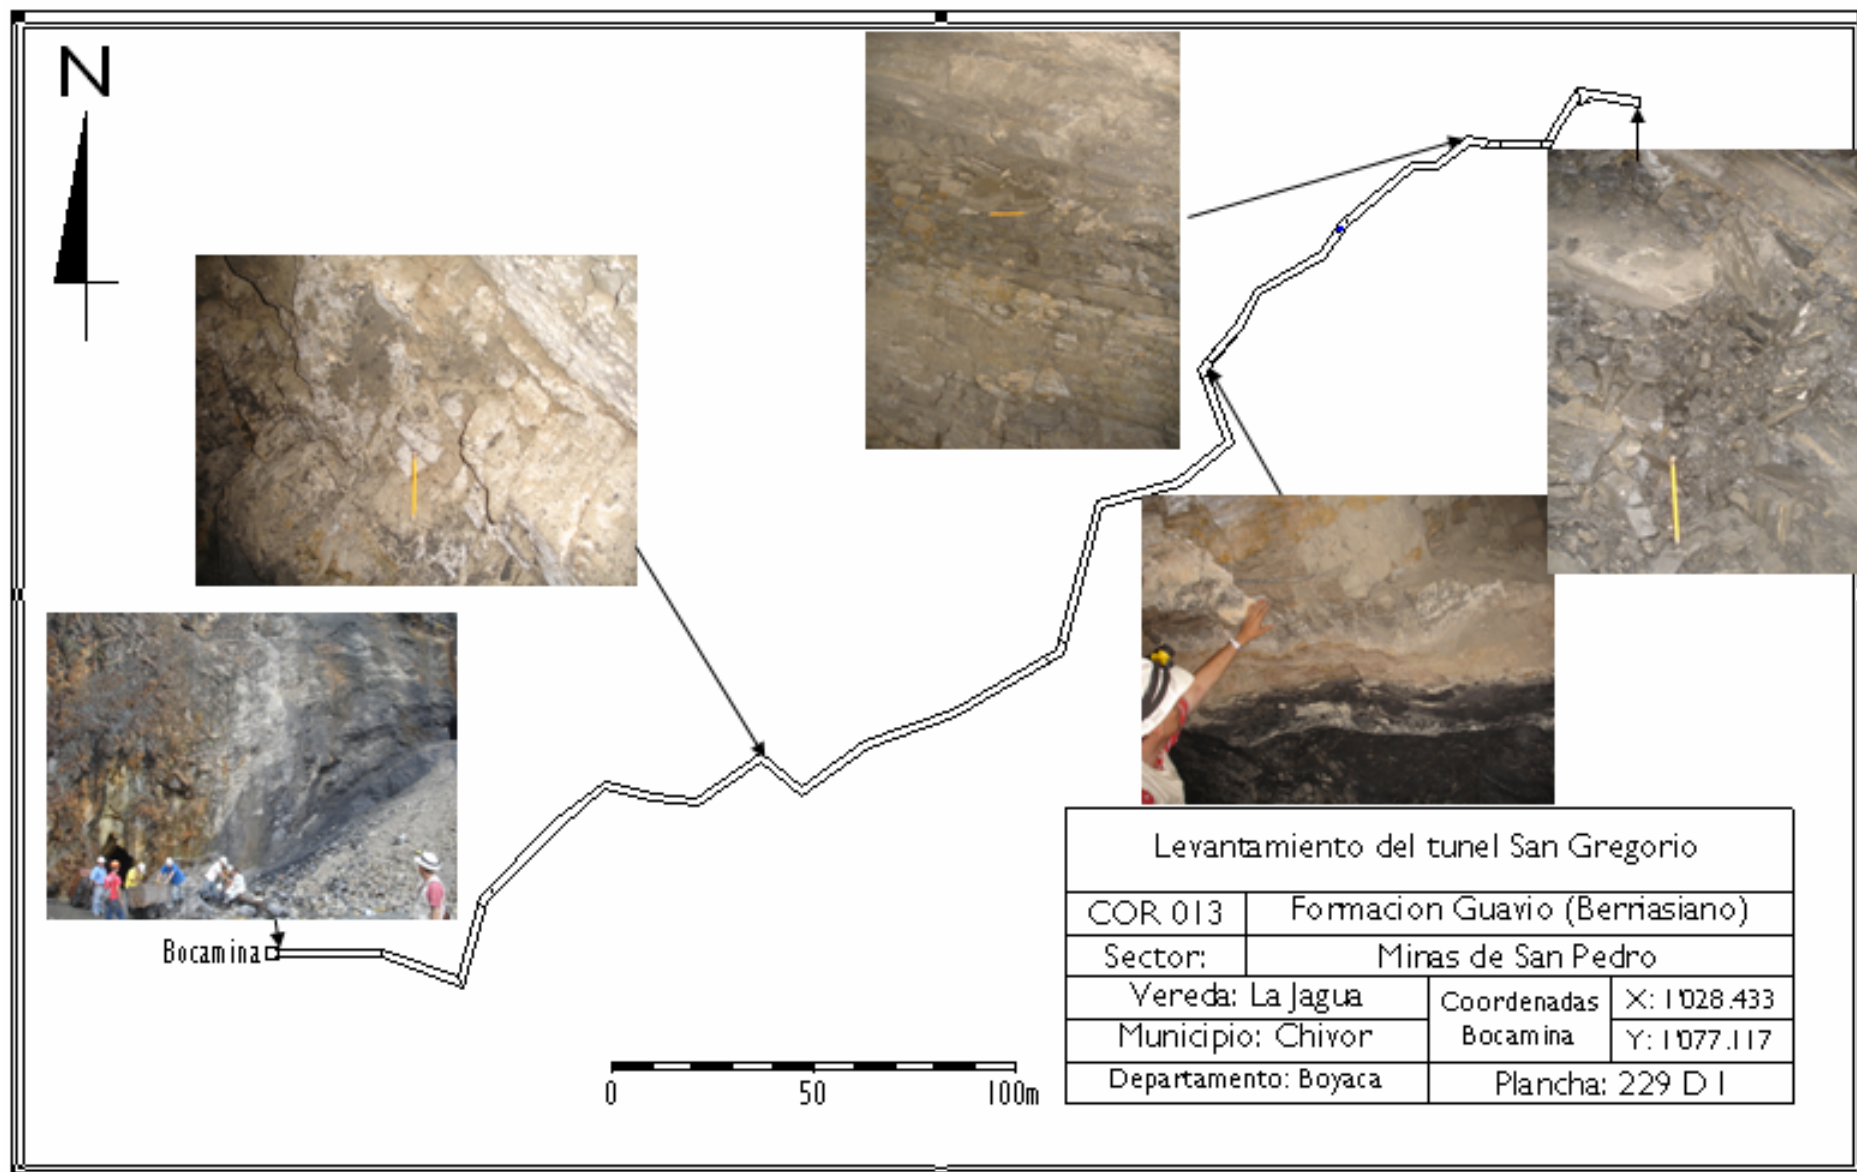 N
Bocamina
0 50 100m
Levantamiento del tunel San Gregorio
COR 013 Formacion Guavio (Berriasiano)
Sector: Minas de San Pedro
Vereda: La Jagua
Municipio: Chivor
Coordenadas
Bocamina
X: 1'028.433
Y: 1'077.117
Departamento: Boyaca
Plancha: 229 D I